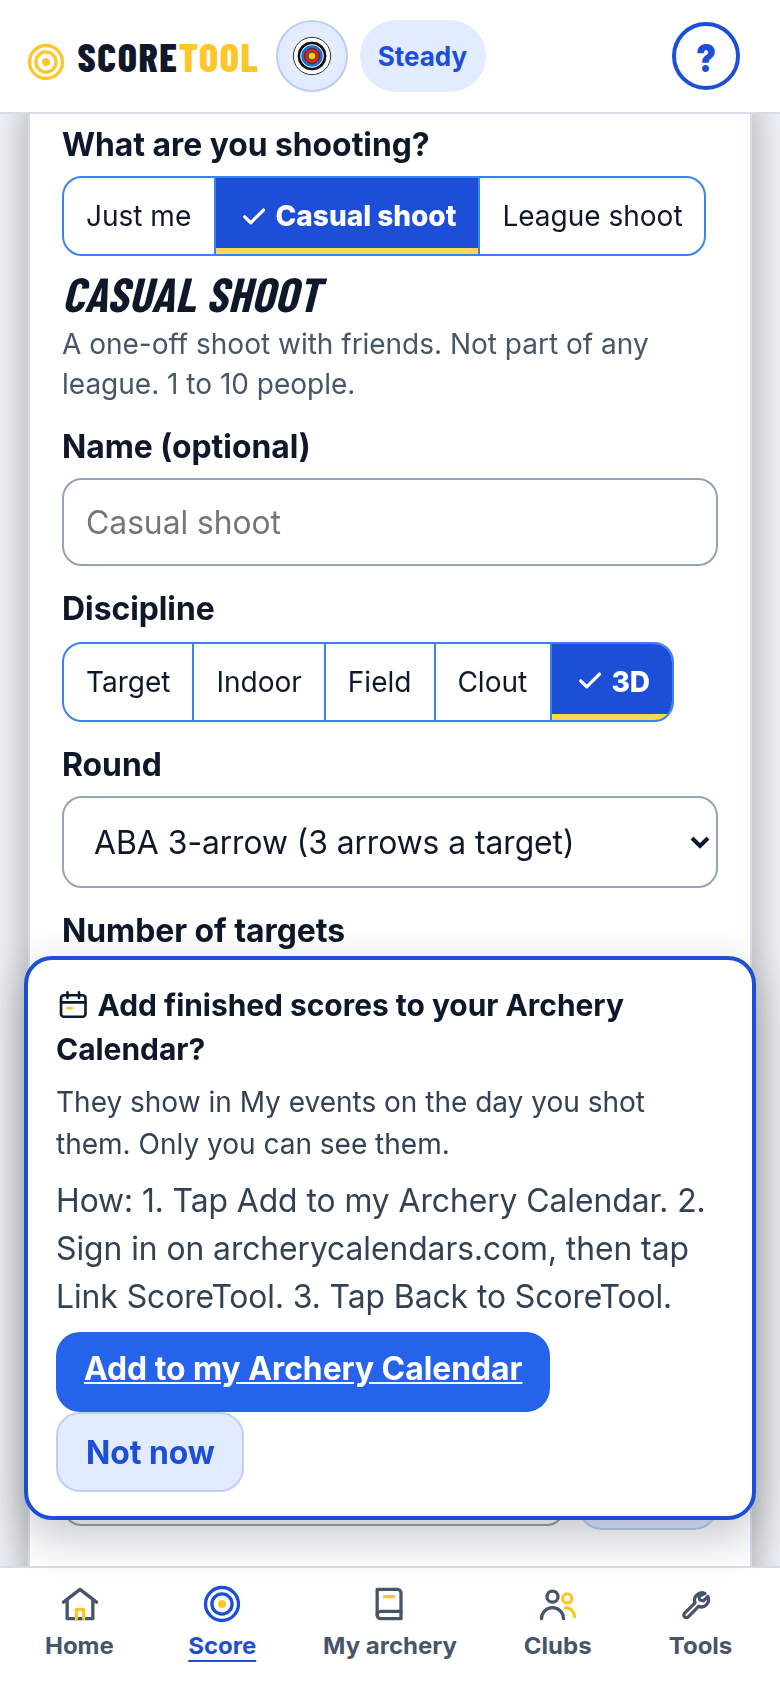 SCORETOOL
Steady
?
What are you shooting?
Just me
Casual shoot
League shoot
CASUAL SHOOT
A one-off shoot with friends. Not part of any
league. 1 to 10 people.
Name (optional)
Casual shoot
Discipline
Target
Indoor
Field
Clout
3D
Round
ABA 3-arrow (3 arrows a target)
Number of targets
Add finished scores to your Archery
Calendar?
They show in My events on the day you shot
them. Only you can see them.
How: 1. Tap Add to my Archery Calendar. 2.
Sign in on archerycalendars.com, then tap
Link ScoreTool. 3. Tap Back to ScoreTool.
Add to my Archery Calendar
Not now
Home
Score
My archery
Clubs
Tools